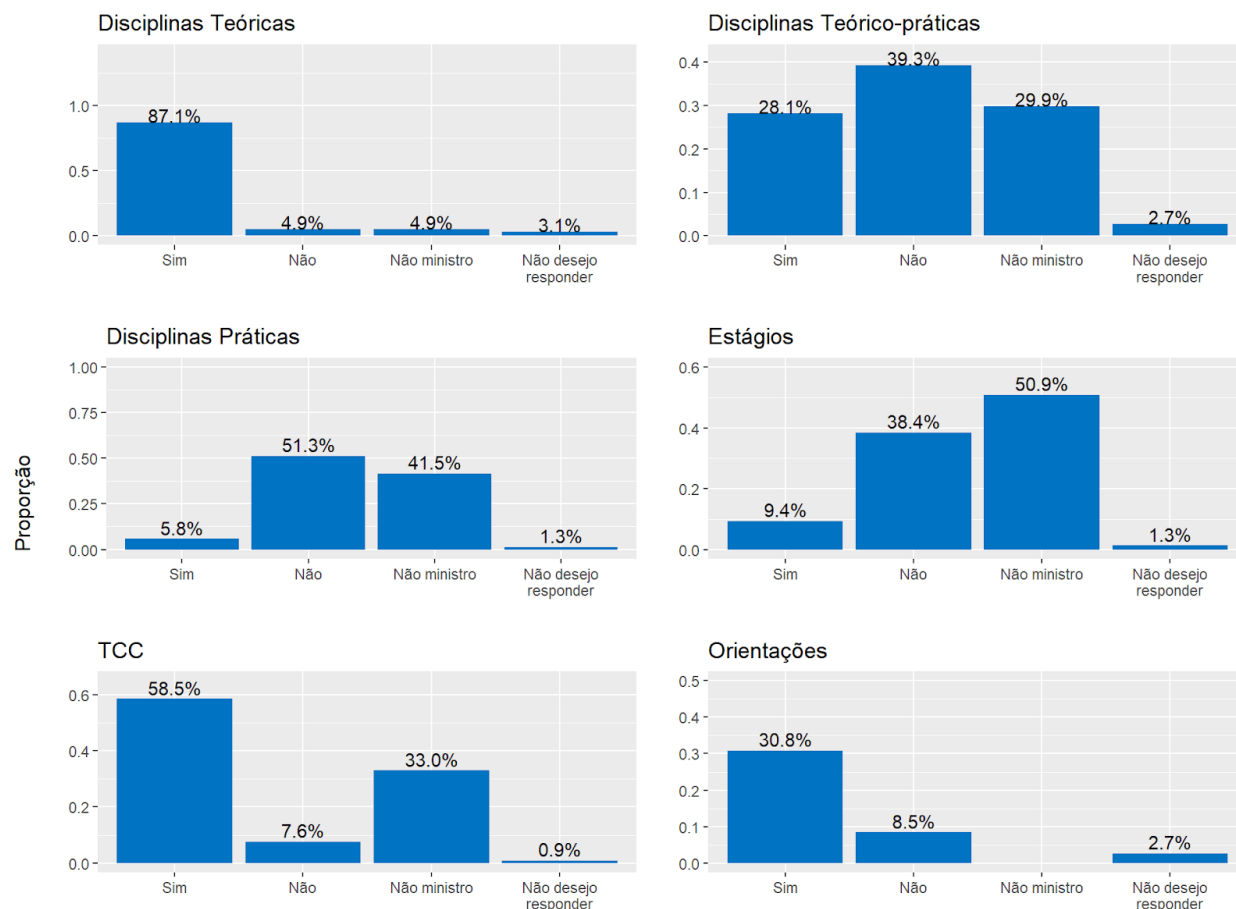 Disciplinas Teóricas
1.0
0.5
0.0
87.1%
4.9%
4.9%
3.1%
Sim
Não
Não ministro
Não desejo
responder
Disciplinas Teórico-práticas
0.4
0.3
0.2
0.1
0.0
28.1%
39.3%
29.9%
2.7%
Sim
Não
Não ministro
Não desejo
responder
Proporção
Disciplinas Práticas
1.00
0.75
0.50
0.25
0.00
5.8%
51.3%
41.5%
1.3%
Sim
Não
Não ministro
Não desejo
responder
Estágios
0.6
0.4
0.2
0.0
9.4%
38.4%
50.9%
1.3%
Sim
Não
Não ministro
Não desejo
responder
TCC
0.6
0.4
0.2
0.0
58.5%
7.6%
33.0%
0.9%
Sim
Não
Não ministro
Não desejo
responder
Orientações
0.5
0.4
0.3
0.2
0.1
0.0
30.8%
8.5%
2.7%
Sim
Não
Não ministro
Não desejo
responder